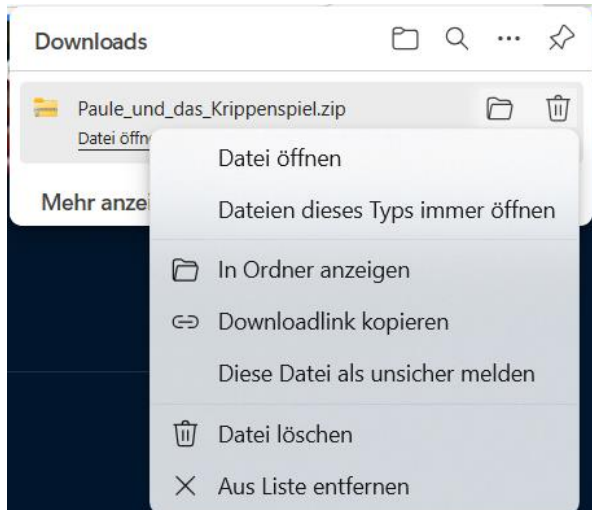 Downloads
Paule_und_das_Krippenspiel.zip
Datei öffn
Mehr anzei
Datei öffnen
Dateien dieses Typs immer öffnen
In Ordner anzeigen
Downloadlink kopieren
Diese Datei als unsicher melden
Datei löschen
Aus Liste entfernen